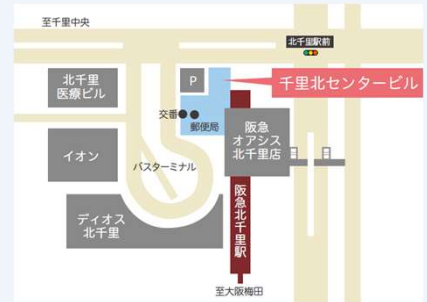 至千里中央
北千里駅前
北千里
医療ビル
P
千里北センタービル
交番
郵便局
阪急
オアシス
北千里店
イオン
バスターミナル
阪急北千里駅
ディオス
北千里
至大阪梅田